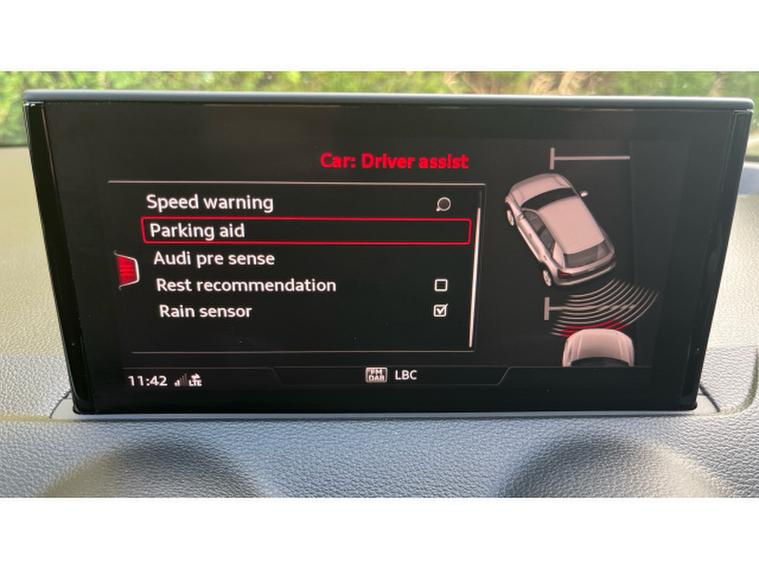 Car: Driver assist
Speed warning
Parking aid
Audi pre sense
Rest recommendation
Rain sensor
11:42 LTE
FM DAB LBC